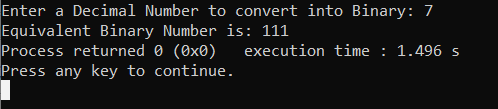 Enter a Decimal Number to convert into Binary: 7
Equivalent Binary Number is: 111
Process returned 0 (0x0)   execution time : 1.496 s
Press any key to continue.